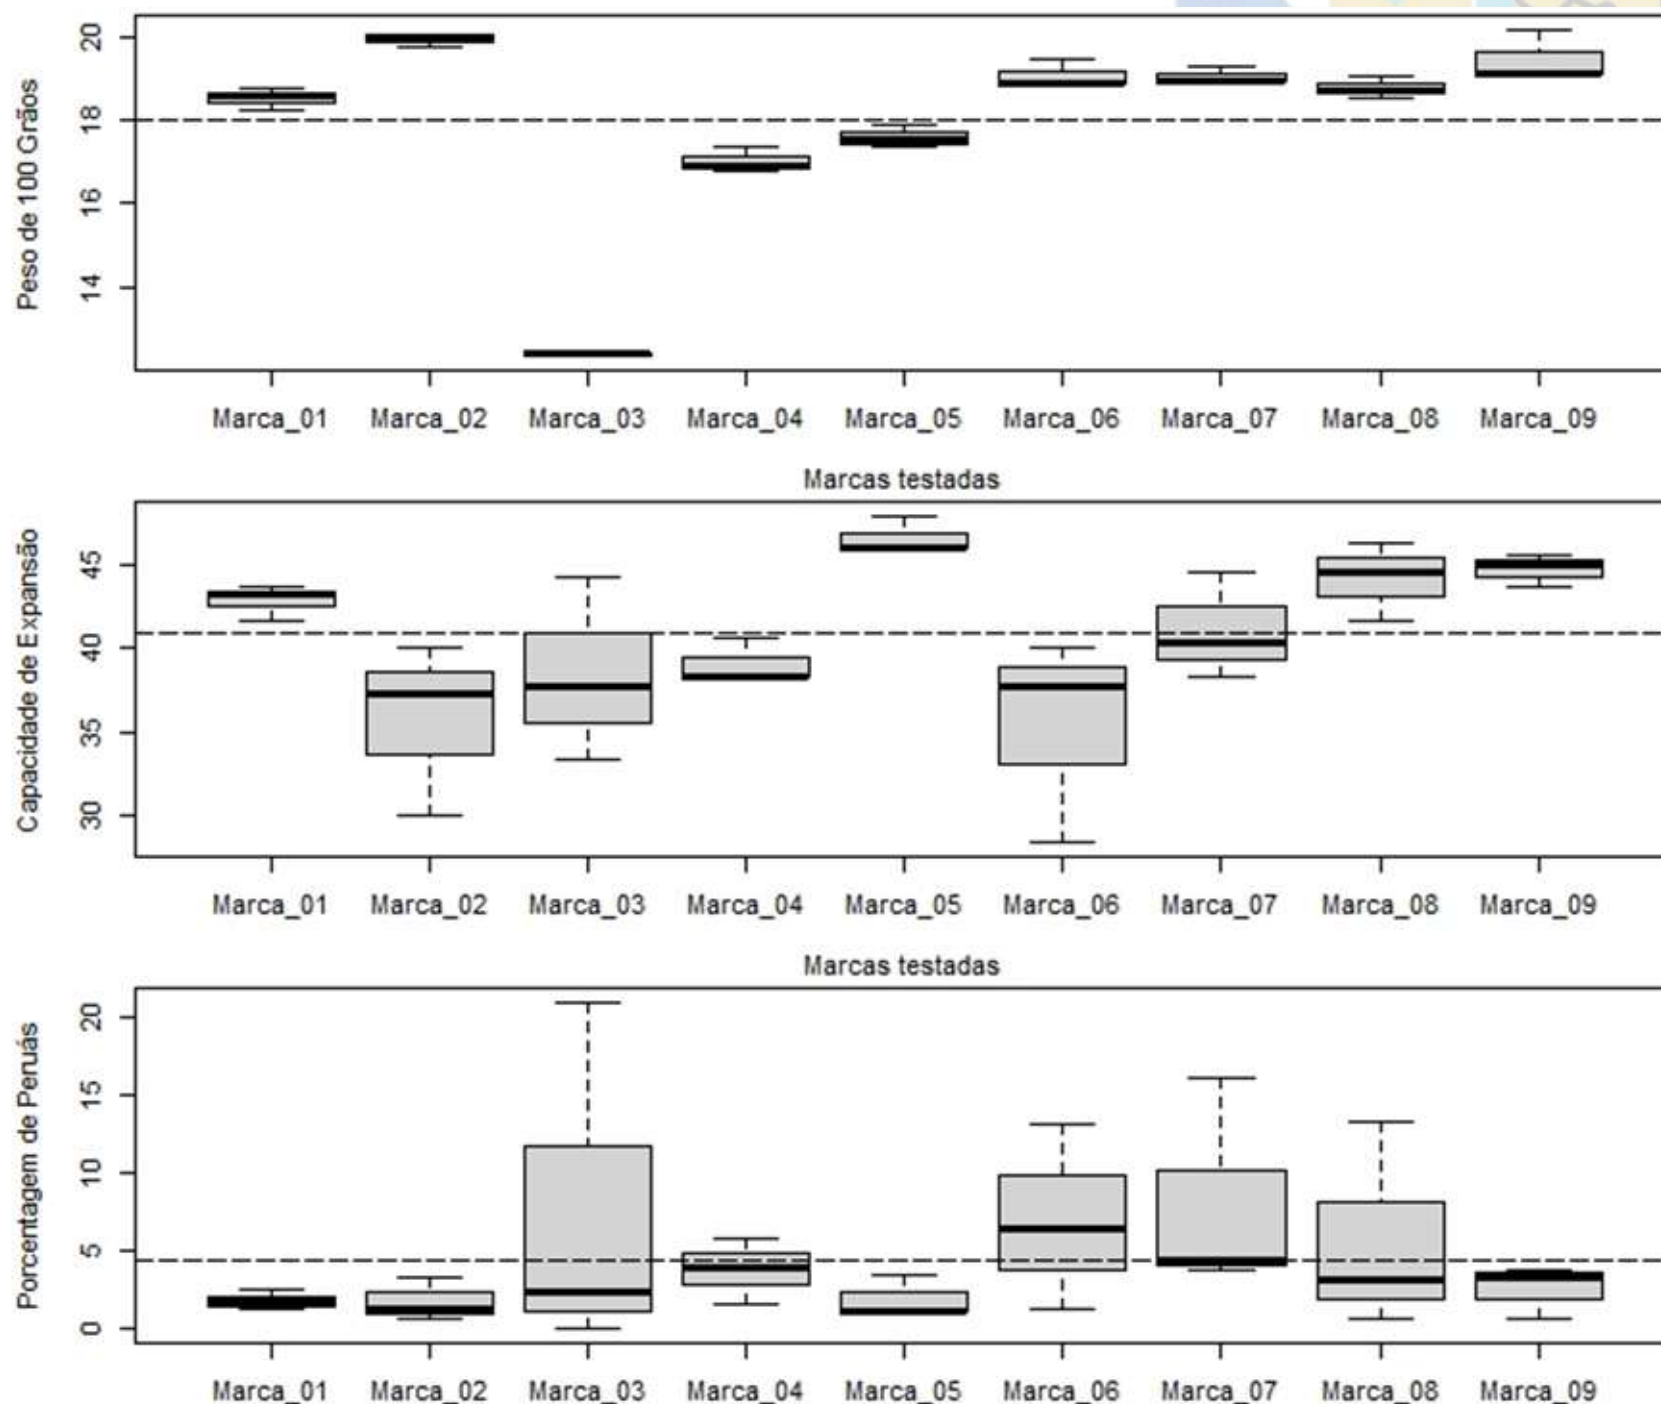 Peso de 100 Grãos
20
18
16
14
Marca_01 Marca_02 Marca_03 Marca_04 Marca_05 Marca_06 Marca_07 Marca_08 Marca_09
Marcas testadas
Capacidade de Expansão
45
40
35
30
Marca_01 Marca_02 Marca_03 Marca_04 Marca_05 Marca_06 Marca_07 Marca_08 Marca_09
Marcas testadas
Porcentagem de Peruás
20
15
10
5
0
Marca_01 Marca_02 Marca_03 Marca_04 Marca_05 Marca_06 Marca_07 Marca_08 Marca_09